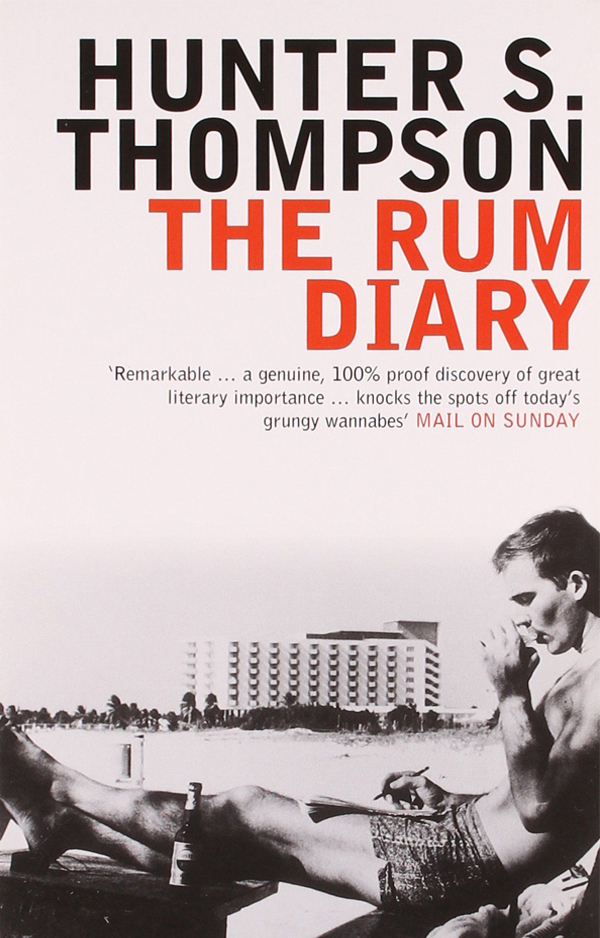 HUNTER S.
THOMPSON
THE RUM
DIARY
‘Remarkable ... a genuine, 100% proof discovery of great
literary importance ... knocks the spots off today’s
grungy wannabes’ MAIL ON SUNDAY